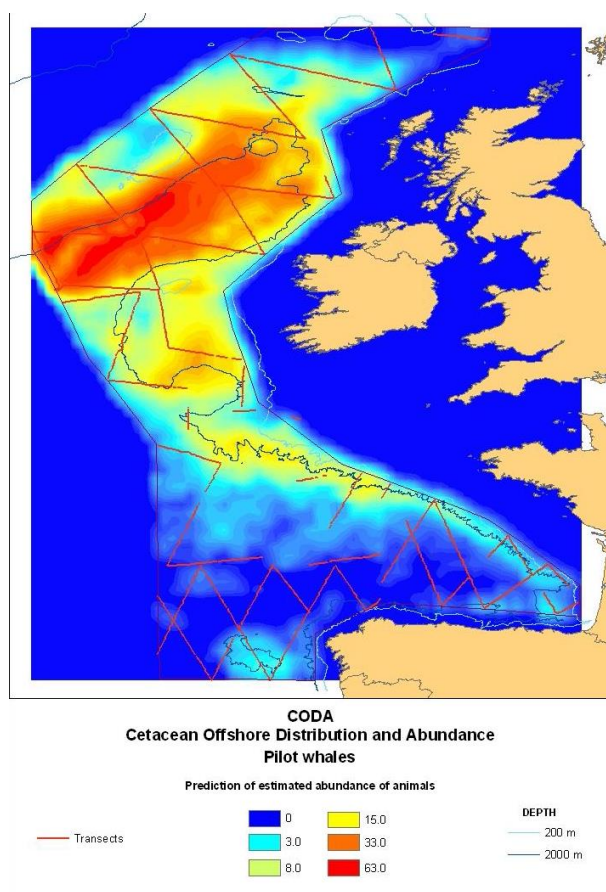 CODA
Cetacean Offshore Distribution and Abundance
Pilot whales
Prediction of estimated abundance of animals
Transects
0
3.0
8.0
15.0
33.0
63.0
DEPTH
200 m
2000 m